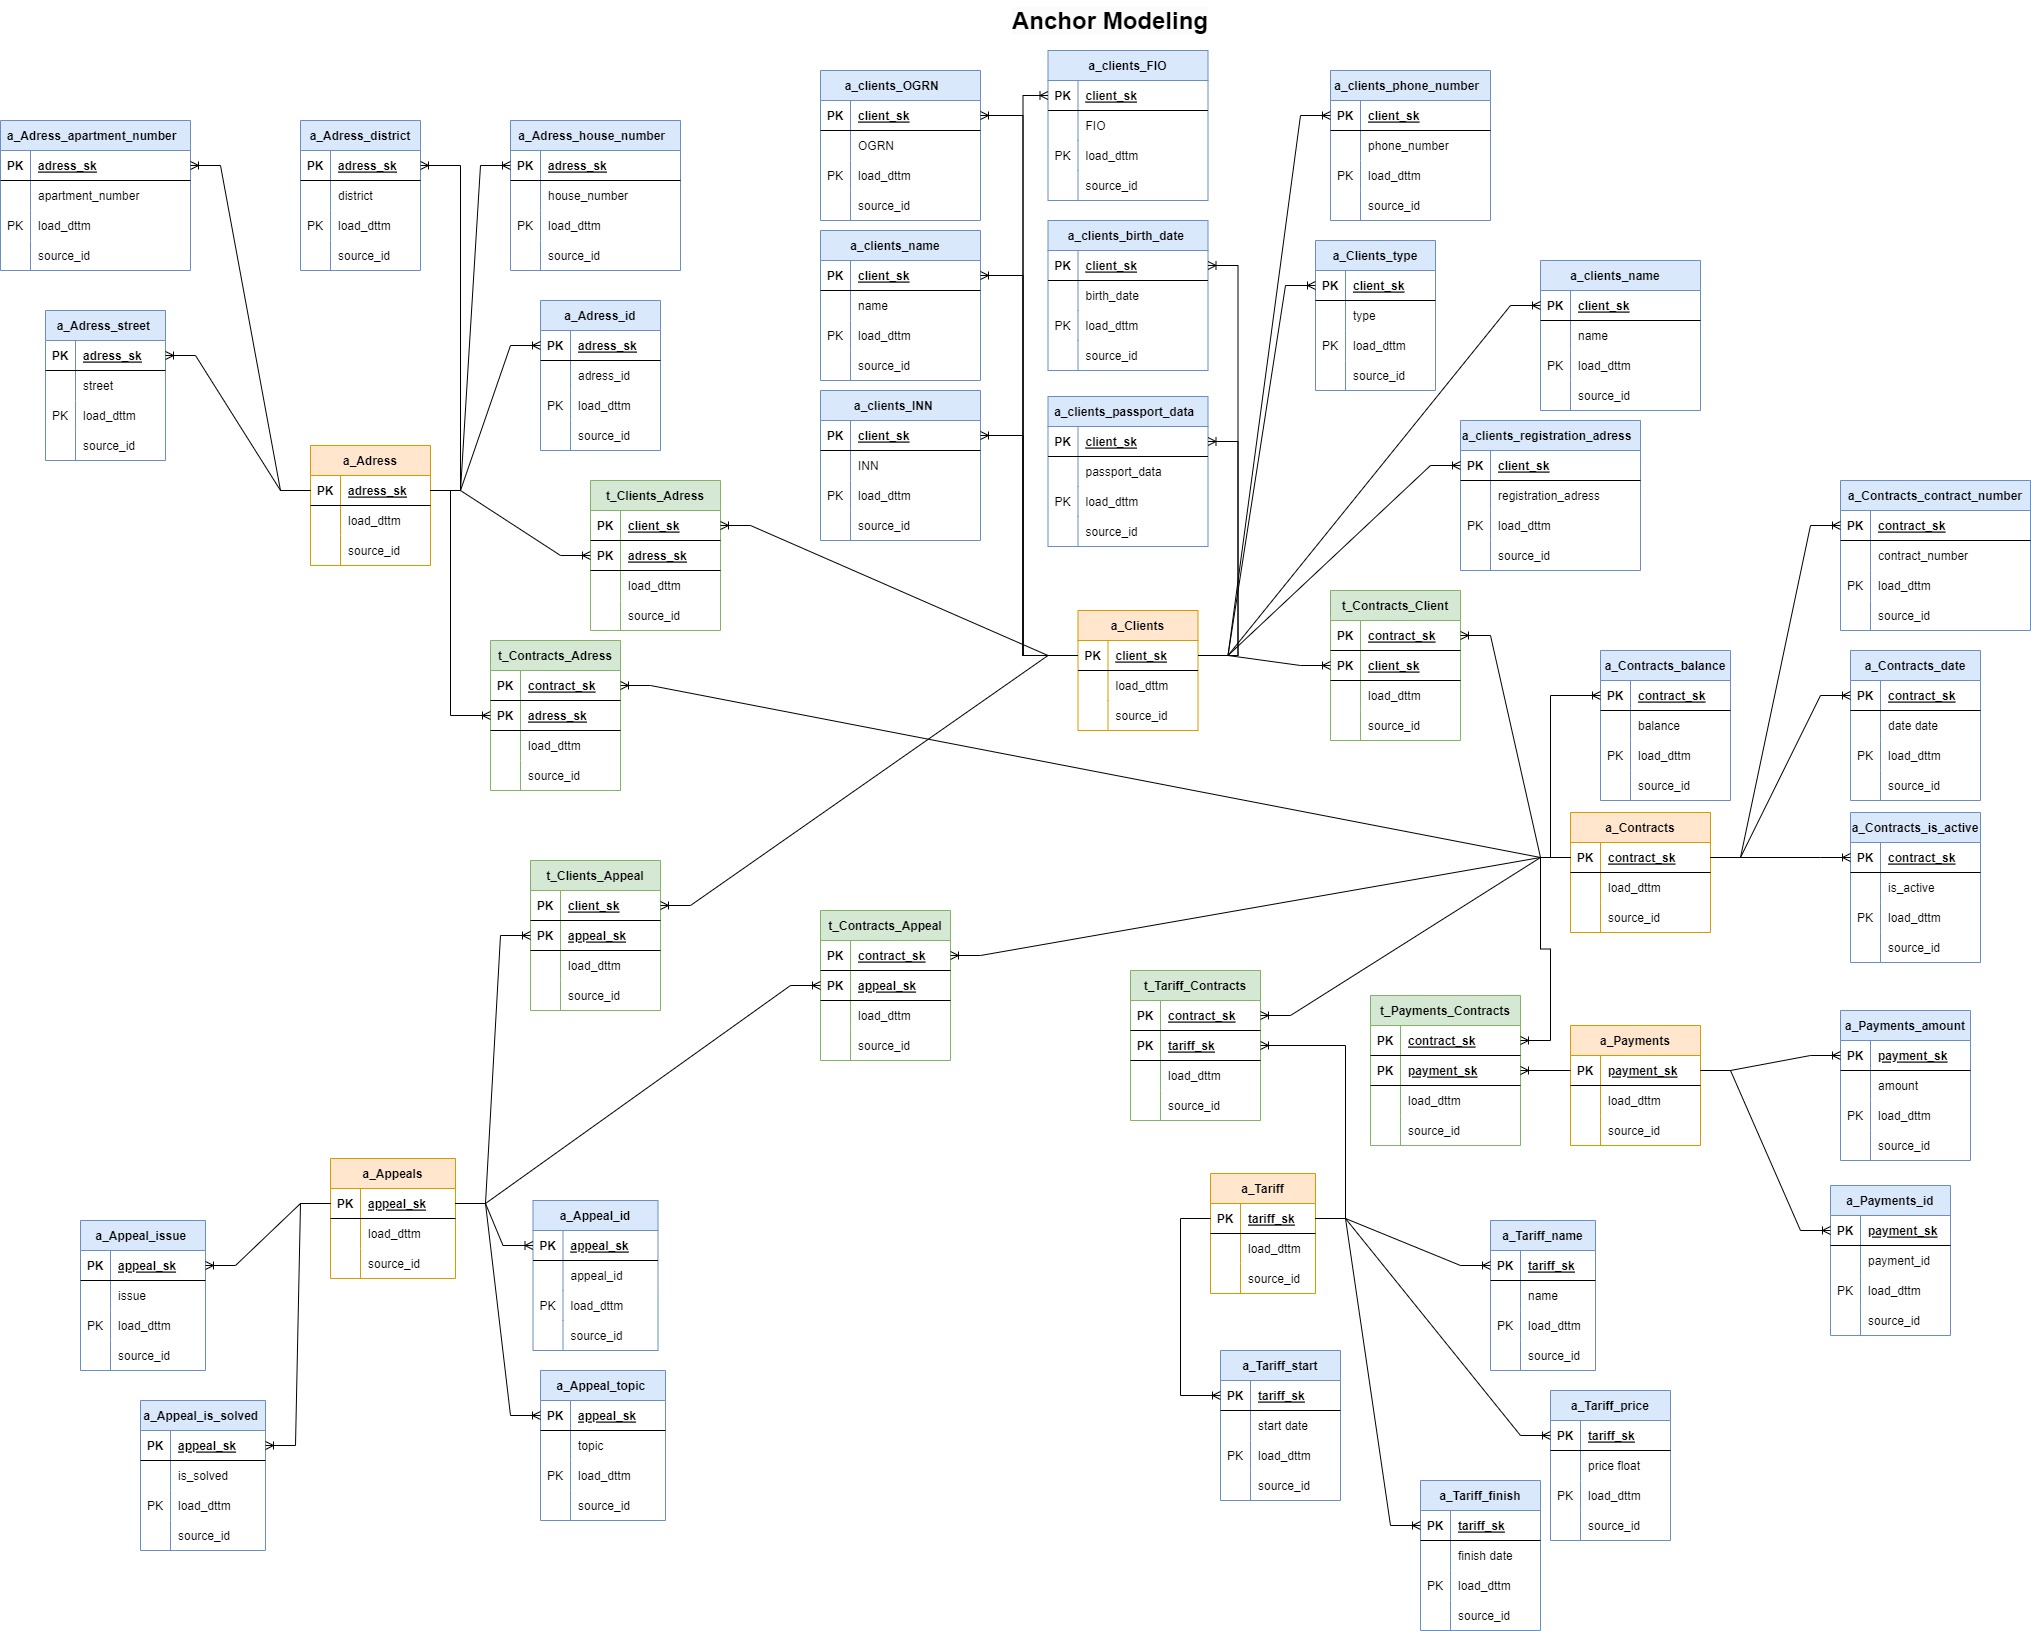 Anchor Modeling
a_clients_OGRN
PK client_sk
OGRN
PK load_dttm
source_id
a_clients_FIO
PK client_sk
FIO
PK load_dttm
source_id
a_clients_phone_number
PK client_sk
phone_number
PK load_dttm
source_id
a_Adress_apartment_number
PK adress_sk
apartment_number
PK load_dttm
source_id
a_Adress_district
PK adress_sk
district
PK load_dttm
source_id
a_Adress_house_number
PK adress_sk
house_number
PK load_dttm
source_id
a_clients_name
PK client_sk
name
PK load_dttm
source_id
a_clients_birth_date
PK client_sk
birth_date
PK load_dttm
source_id
a_Clients_type
PK client_sk
type
PK load_dttm
source_id
a_clients_name
PK client_sk
name
PK load_dttm
source_id
a_Adress_street
PK adress_sk
street
PK load_dttm
source_id
a_Adress_id
PK adress_sk
adress_id
PK load_dttm
source_id
a_clients_INN
PK client_sk
INN
PK load_dttm
source_id
a_clients_passport_data
PK client_sk
passport_data
PK load_dttm
source_id
a_clients_registration_adress
PK client_sk
registration_adress
PK load_dttm
source_id
a_Adress
PK adress_sk
load_dttm
source_id
t_Clients_Adress
PK client_sk
PK adress_sk
load_dttm
source_id
a_Contracts_contract_number
PK contract_sk
contract_number
PK load_dttm
source_id
t_Contracts_Adress
PK contract_sk
PK adress_sk
load_dttm
source_id
a_Clients
PK client_sk
load_dttm
source_id
t_Contracts_Client
PK contract_sk
PK client_sk
load_dttm
source_id
a_Contracts_balance
PK contract_sk
balance
PK load_dttm
source_id
a_Contracts_date
PK contract_sk
date date
PK load_dttm
source_id
a_Contracts
PK contract_sk
load_dttm
source_id
a_Contracts_is_active
PK contract_sk
is_active
PK load_dttm
source_id
t_Clients_Appeal
PK client_sk
PK appeal_sk
load_dttm
source_id
t_Contracts_Appeal
PK contract_sk
PK appeal_sk
load_dttm
source_id
t_Tariff_Contracts
PK contract_sk
PK tariff_sk
load_dttm
source_id
t_Payments_Contracts
PK contract_sk
PK payment_sk
load_dttm
source_id
a_Payments
PK payment_sk
load_dttm
source_id
a_Payments_amount
PK payment_sk
amount
PK load_dttm
source_id
a_Appeals
PK appeal_sk
load_dttm
source_id
a_Tariff
PK tariff_sk
load_dttm
source_id
a_Payments_id
PK payment_sk
payment_id
PK load_dttm
source_id
a_Appeal_issue
PK appeal_sk
issue
PK load_dttm
source_id
a_Appeal_id
PK appeal_sk
appeal_id
PK load_dttm
source_id
a_Tariff_name
PK tariff_sk
name
PK load_dttm
source_id
a_Appeal_is_solved
PK appeal_sk
is_solved
PK load_dttm
source_id
a_Appeal_topic
PK appeal_sk
topic
PK load_dttm
source_id
a_Tariff_start
PK tariff_sk
start date
PK load_dttm
source_id
a_Tariff_price
PK tariff_sk
price float
PK load_dttm
source_id
a_Tariff_finish
PK tariff_sk
finish date
PK load_dttm
source_id